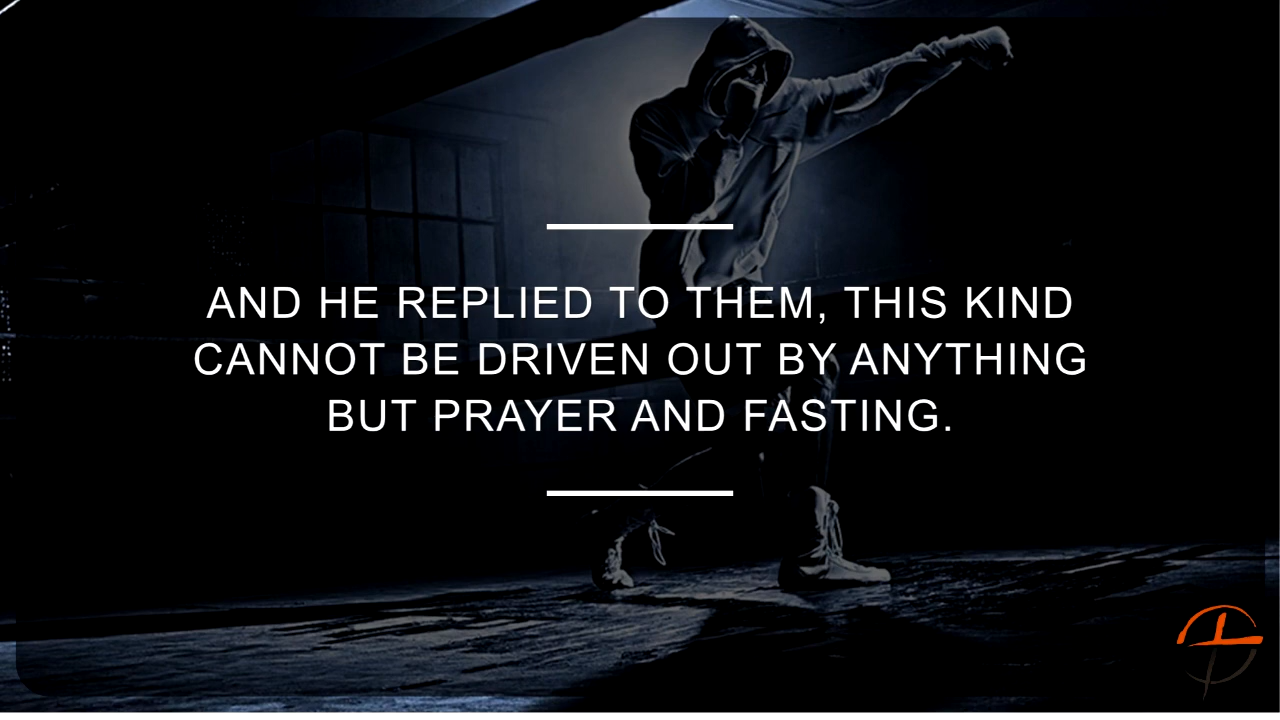 AND HE REPLIED TO THEM, THIS KIND
CANNOT BE DRIVEN OUT BY ANYTHING
BUT PRAYER AND FASTING.